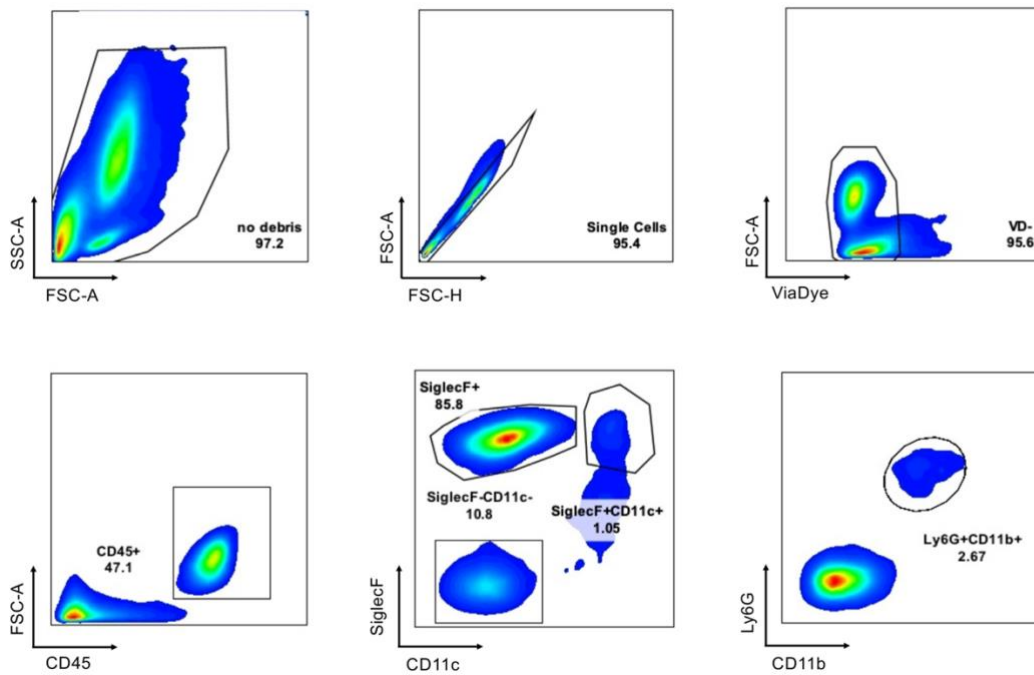 SSC-A
no debris
97.2
FSC-A
FSC-A
Single Cells
95.4
FSC-H
FSC-A
VD-
95.6
ViaDye
FSC-A
CD45+
47.1
CD45
SiglecF
SiglecF+
85.8
SiglecF-CD11c-
10.8
SiglecF+CD11c+
1.05
CD11c
Ly6G
Ly6G+CD11b+
2.67
CD11b